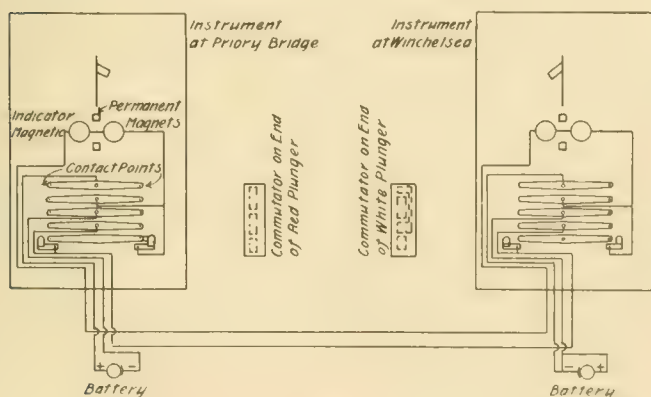 Instrument
at Priory Bridge
Instrument
at Winchelsea
Indicator
Magnetic
Permanent
Magnets
Contact Points
Commutator on End
of Red Plunger
Commutator on End
of White Plunger
+ -
Battery
- +
Battery